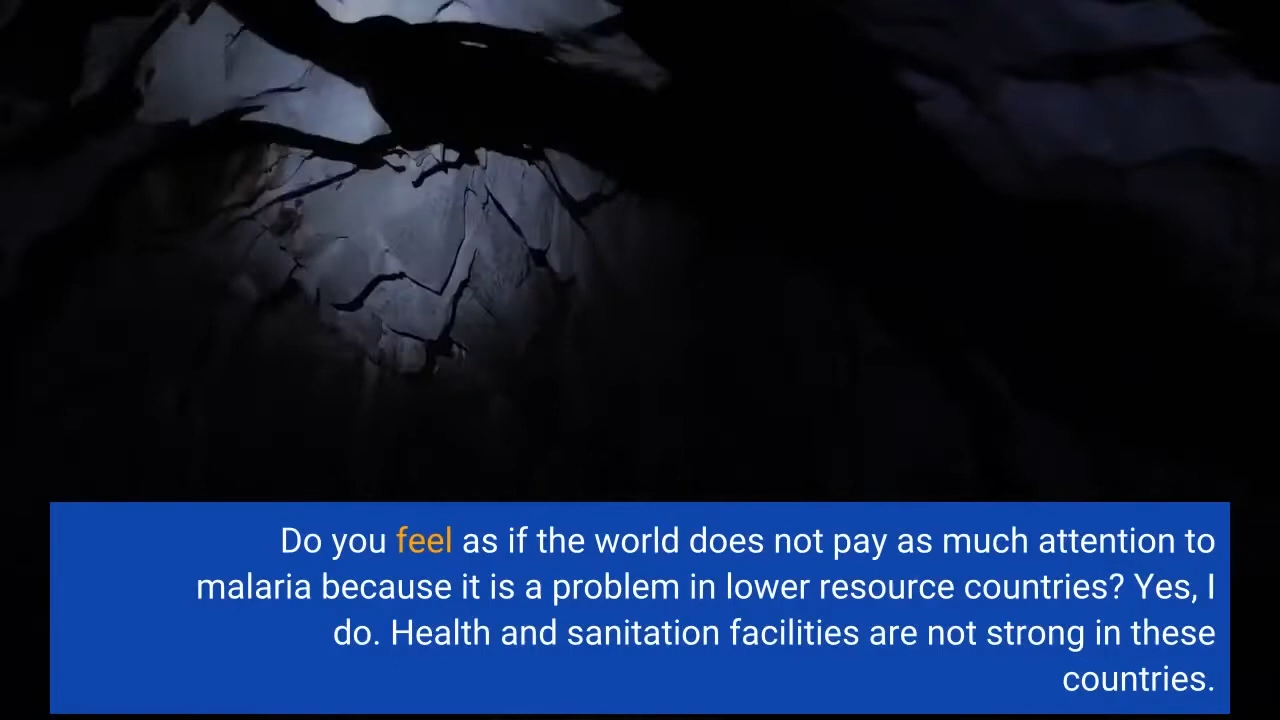 Do you feel as if the world does not pay as much attention to
malaria because it is a problem in lower resource countries? Yes, I
do. Health and sanitation facilities are not strong in these
countries.